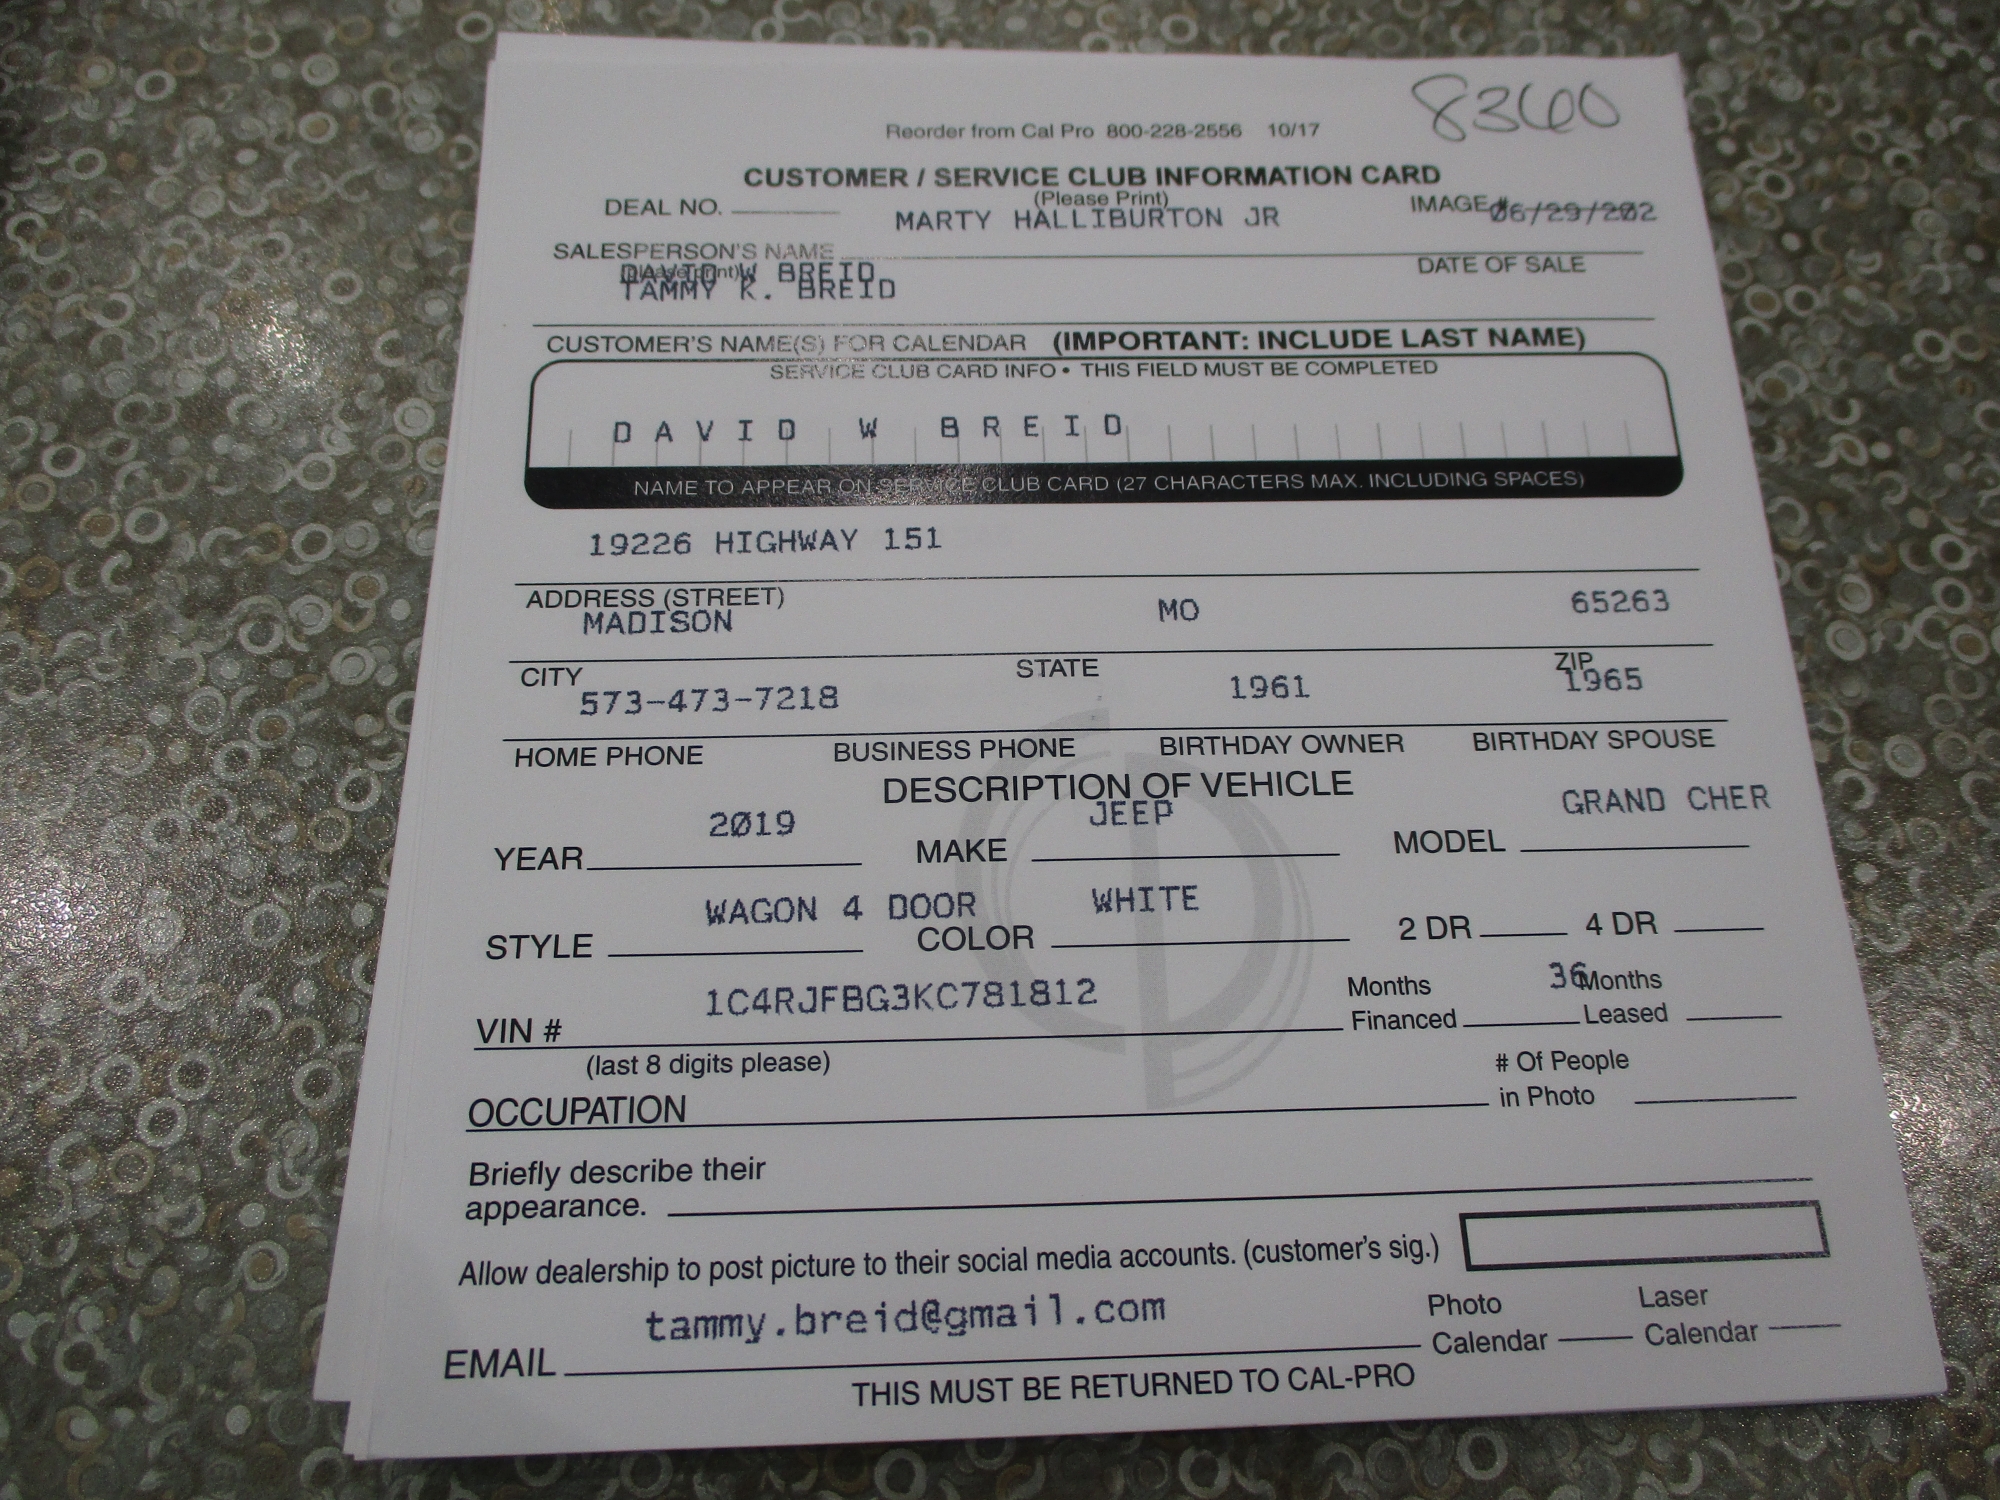 8360
Reorder from Cal Pro 800-228-2556 10/17
CUSTOMER / SERVICE CLUB INFORMATION CARD
(Please Print)
DEAL NO. MARTY HALLIBURTON JR IMAGE# 06/29/202
SALESPERSON'S NAME DATE OF SALE
(please print)
DAVID W BREID
TAMMY K. BREID
CUSTOMER'S NAME(S) FOR CALENDAR (IMPORTANT: INCLUDE LAST NAME)
SERVICE CLUB CARD INFO • THIS FIELD MUST BE COMPLETED
DAVID W BREID
NAME TO APPEAR ON SERVICE CLUB CARD (27 CHARACTERS MAX. INCLUDING SPACES)
19226 HIGHWAY 151
ADDRESS (STREET)
MADISON MO 65263
CITY STATE ZIP
573-473-7218 1961 1965
HOME PHONE BUSINESS PHONE BIRTHDAY OWNER BIRTHDAY SPOUSE
DESCRIPTION OF VEHICLE
2019 JEEP GRAND CHER
YEAR MAKE MODEL
WAGON 4 DOOR WHITE
STYLE COLOR 2 DR 4 DR
1C4RJFBG3KC781812 Months 36 Months
VIN # Financed Leased
(last 8 digits please) # Of People
OCCUPATION in Photo
Briefly describe their
appearance.
Allow dealership to post picture to their social media accounts. (customer's sig.)
tammy.breid@gmail.com Photo Laser
EMAIL Calendar Calendar
THIS MUST BE RETURNED TO CAL-PRO